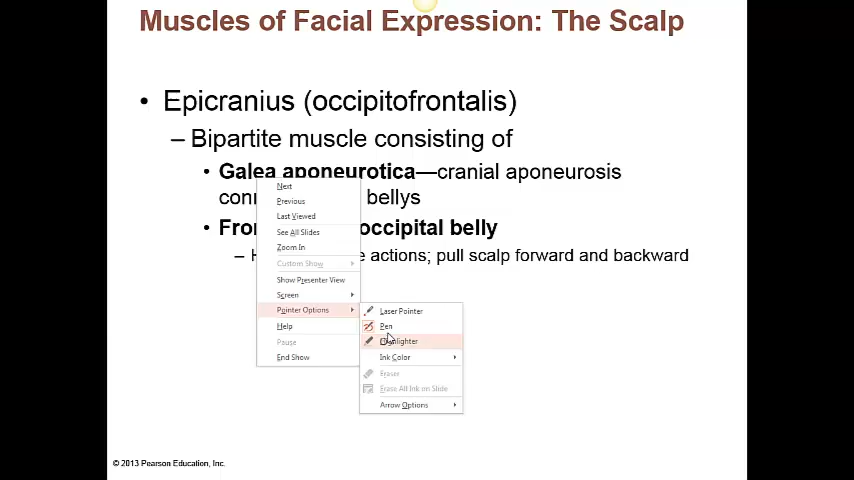 Muscles of Facial Expression: The Scalp
• Epicranius (occipitofrontalis)
– Bipartite muscle consisting of
• Galea aponeurotica—cranial aponeurosis
bellys
• occipital belly
– actions; pull scalp forward and backward
Next
Previous
Last Viewed
See All Slides
Zoom In
Custom Show
Show Presenter View
Screen
Pointer Options
Help
Pause
End Show
Laser Pointer
Pen
Highlighter
Ink Color
Eraser
Erase All Ink on Slide
Arrow Options
© 2013 Pearson Education, Inc.